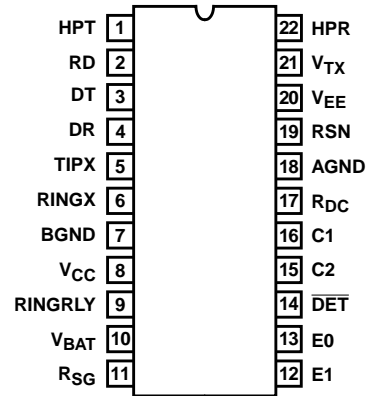 HPT 1 22 HPR
RD 2 21 VTX
DT 3 20 VEE
DR 4 19 RSN
TIPX 5 18 AGND
RINGX 6 17 RDC
BGND 7 16 C1
VCC 8 15 C2
RINGRLY 9 14 DET
VBAT 10 13 E0
RSG 11 12 E1